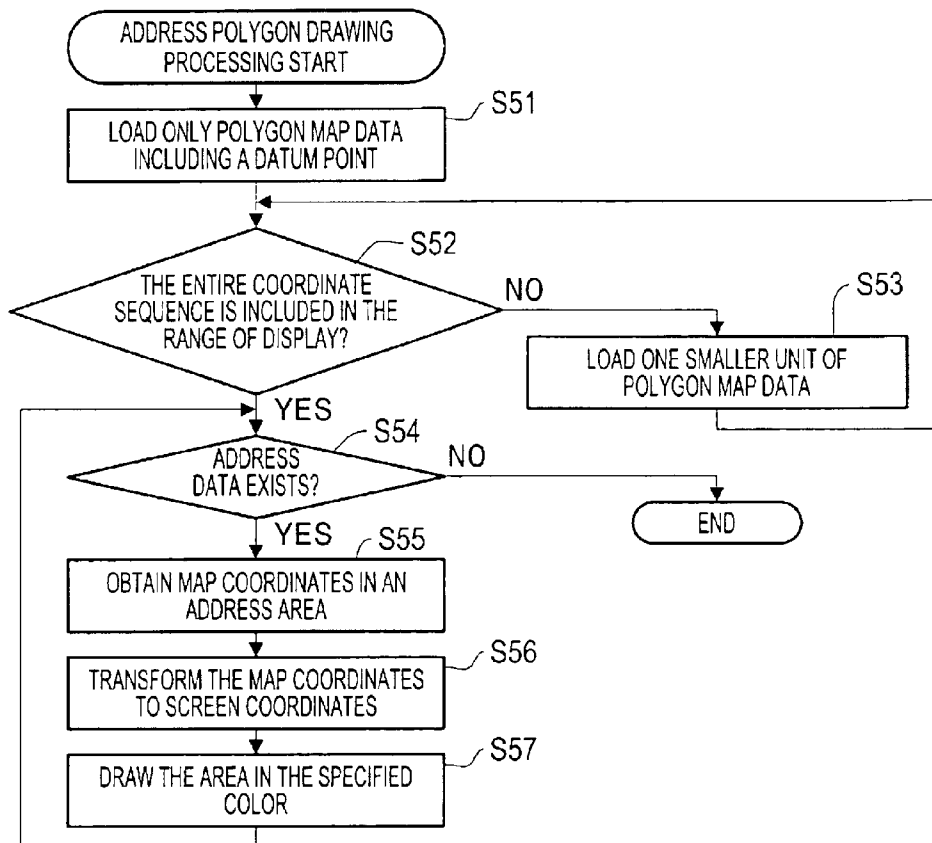 ADDRESS POLYGON DRAWING
PROCESSING START
S51
LOAD ONLY POLYGON MAP DATA
INCLUDING A DATUM POINT
S52
THE ENTIRE COORDINATE
SEQUENCE IS INCLUDED IN THE
RANGE OF DISPLAY?
NO
S53
LOAD ONE SMALLER UNIT OF
POLYGON MAP DATA
YES
S54
ADDRESS
DATA EXISTS?
NO
END
YES
S55
OBTAIN MAP COORDINATES IN AN
ADDRESS AREA
S56
TRANSFORM THE MAP COORDINATES
TO SCREEN COORDINATES
S57
DRAW THE AREA IN THE SPECIFIED
COLOR